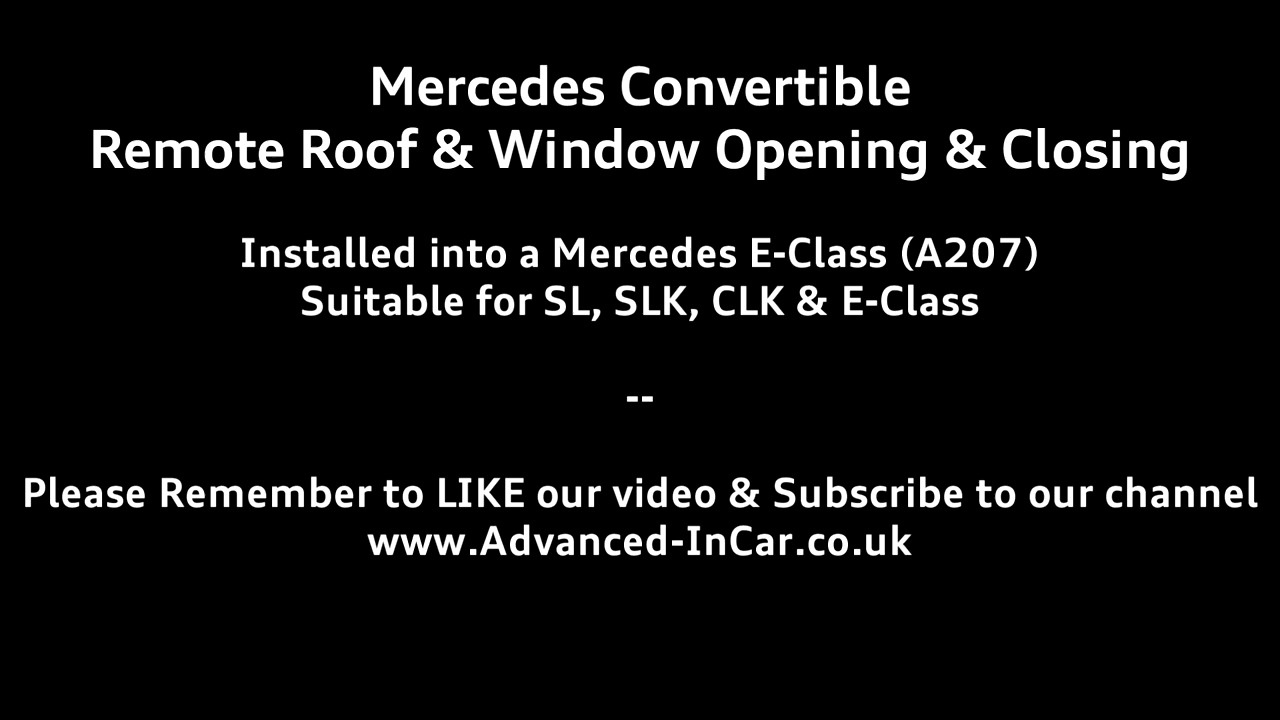 Mercedes Convertible
Remote Roof & Window Opening & Closing
Installed into a Mercedes E-Class (A207)
Suitable for SL, SLK, CLK & E-Class
--
Please Remember to LIKE our video & Subscribe to our channel
www.Advanced-InCar.co.uk